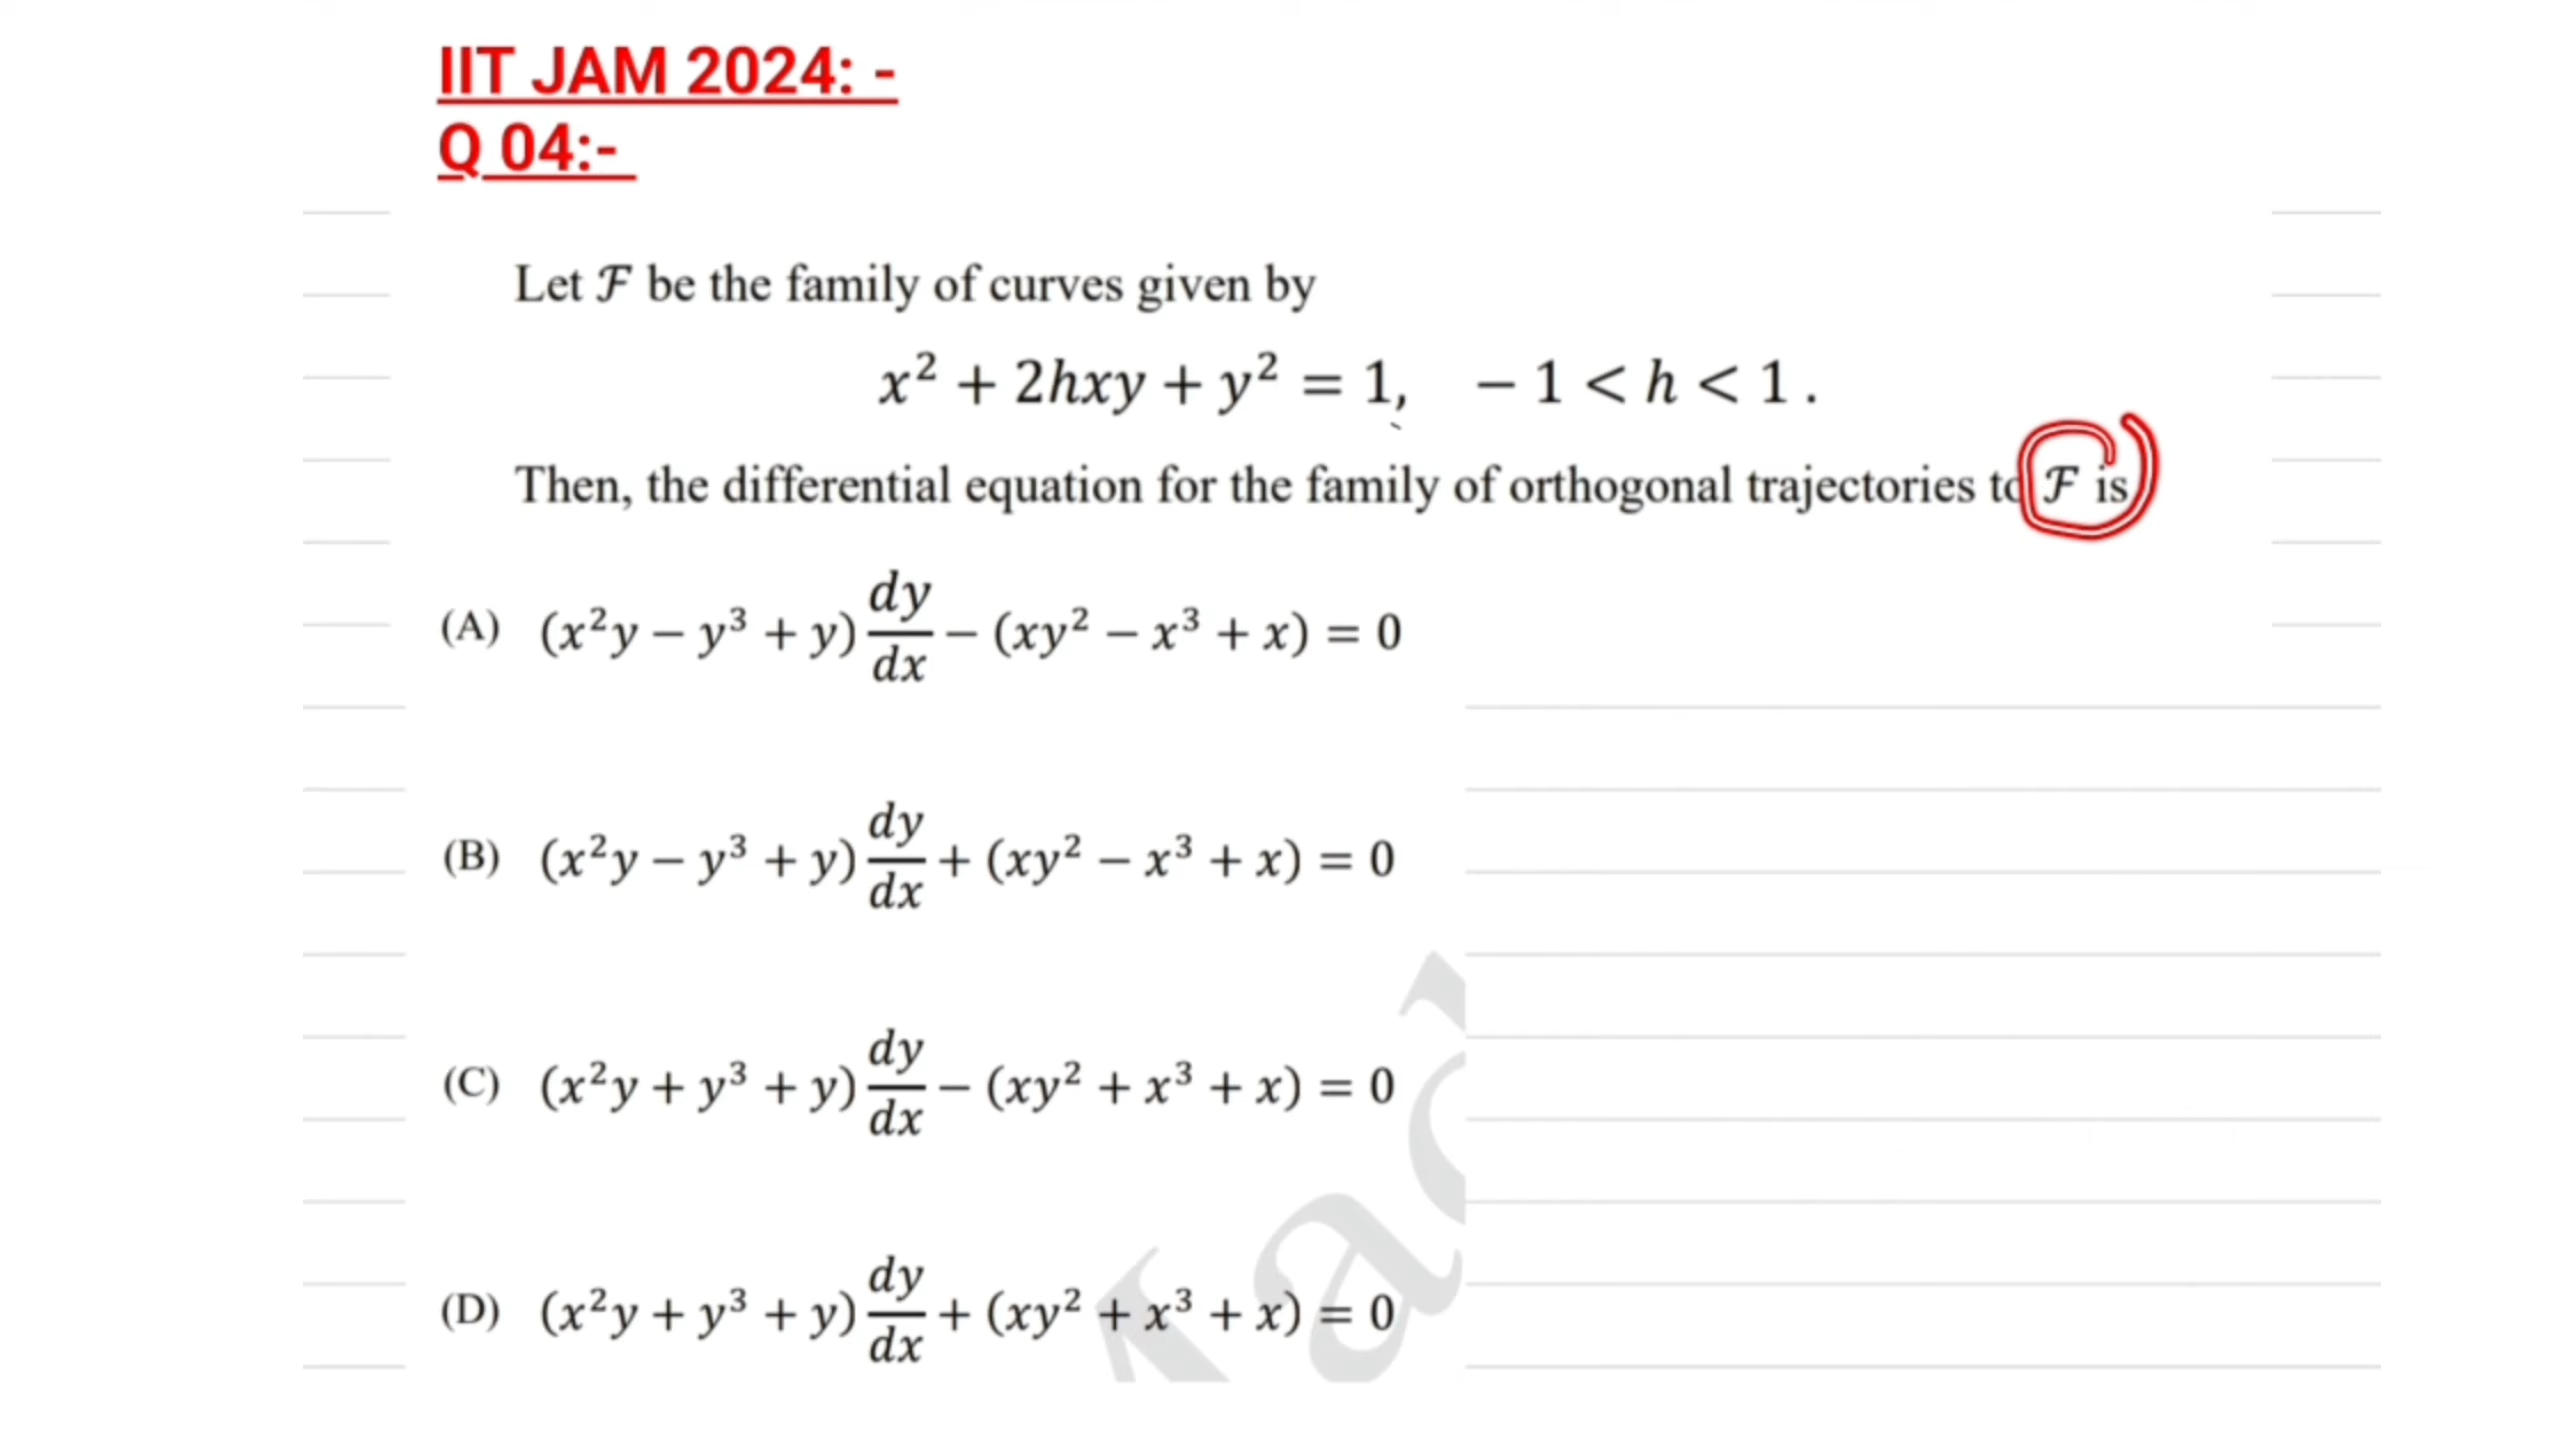 IIT JAM 2024: -
Q 04:-
Let ℱ be the family of curves given by
x² + 2hxy + y² = 1, − 1 < h < 1 .
Then, the differential equation for the family of orthogonal trajectories to ℱ is
(A) (x²y − y³ + y) dy/dx − (xy² − x³ + x) = 0
(B) (x²y − y³ + y) dy/dx + (xy² − x³ + x) = 0
(C) (x²y + y³ + y) dy/dx − (xy² + x³ + x) = 0
(D) (x²y + y³ + y) dy/dx + (xy² + x³ + x) = 0